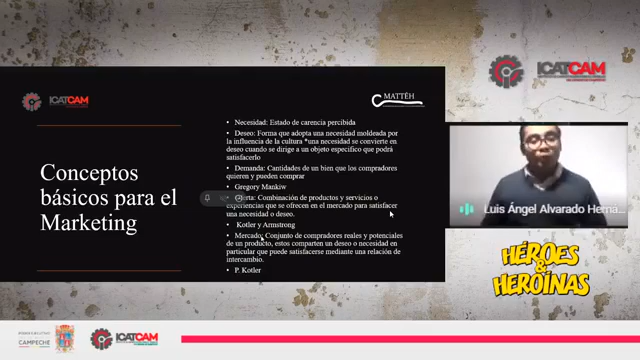 ICATCAM
ICATCAM
MATTËH
Conceptos
básicos para el
Marketing
• Necesidad: Estado de carencia percibida
• Deseo: Forma que adopta una necesidad moldeada por
la influencia de la cultura *una necesidad se convierte en
deseo cuando se dirige a un objeto especifico que podrá
satisfacerlo
• Demanda: Cantidades de un bien que los compradores
quieren y pueden comprar
• Gregory Mankiw
• Oferta: Combinación de productos y servicios o
experiencias que se ofrecen en el mercado para satisfacer
una necesidad o deseo.
• Kotler y Armstrong
• Mercado: Conjunto de compradores reales y potenciales
de un producto, estos comparten un deseo o necesidad en
particular que puede satisfacerse mediante una relación de
intercambio.
• P. Kotler
Luis Ángel Alvarado Herná...
HÉROES
&
HEROÍNAS
PODER EJECUTIVO
CAMPECHE
ICATCAM